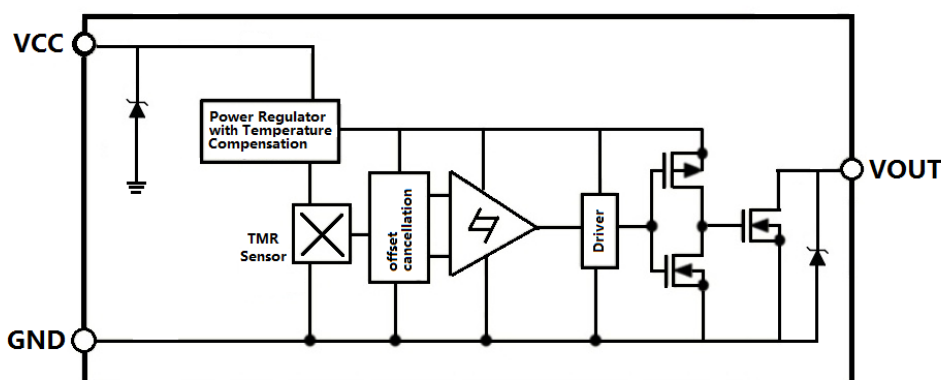 VCC
Power Regulator
with Temperature
Compensation
VOUT
TMR
Sensor
offset
cancellation
Driver
GND